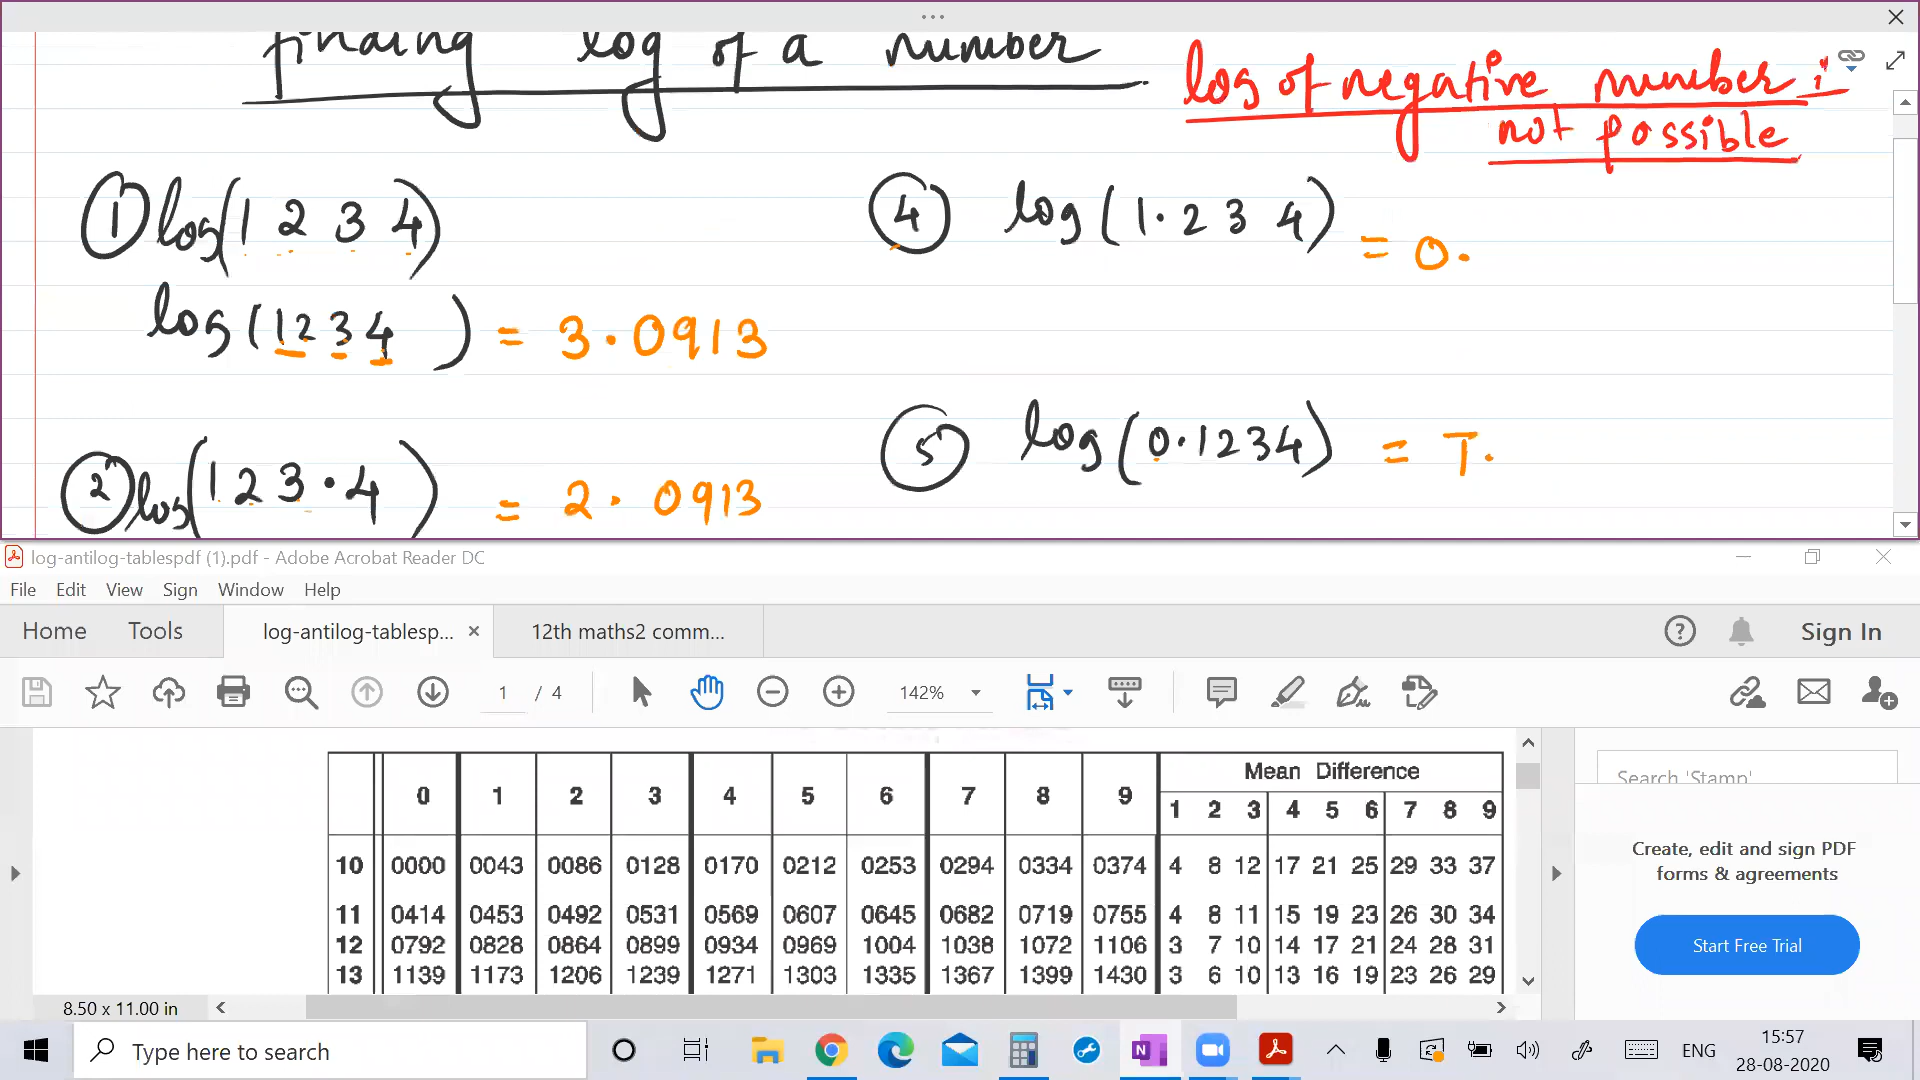 finding log of a number
log of negative number :
not possible
① log(1 2 3 4)
log(1234) = 3.0913
② log(1 2 3 . 4) = 2.0913
④ log(1.2 3 4) = 0.
⑤ log(0.1234) = 1̅.
log-antilog-tablespdf (1).pdf - Adobe Acrobat Reader DC
File Edit View Sign Window Help
Home Tools log-antilog-tablesp... × 12th maths2 comm... Sign In
1 / 4 142%
Mean Difference
0 1 2 3 4 5 6 7 8 9 1 2 3 4 5 6 7 8 9
10 0000 0043 0086 0128 0170 0212 0253 0294 0334 0374 4 8 12 17 21 25 29 33 37
11 0414 0453 0492 0531 0569 0607 0645 0682 0719 0755 4 8 11 15 19 23 26 30 34
12 0792 0828 0864 0899 0934 0969 1004 1038 1072 1106 3 7 10 14 17 21 24 28 31
13 1139 1173 1206 1239 1271 1303 1335 1367 1399 1430 3 6 10 13 16 19 23 26 29
8.50 x 11.00 in
Search 'Stamp'
Create, edit and sign PDF
forms & agreements
Start Free Trial
Type here to search
ENG
15:57
28-08-2020